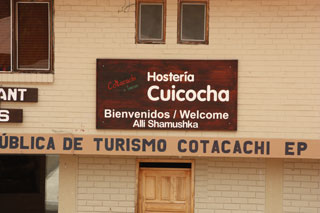 Hostería
Cuicocha
Bienvenidos / Welcome
Alli Shamushka
ANT
S
ÚBLICA DE TURISMO COTACACHI EP